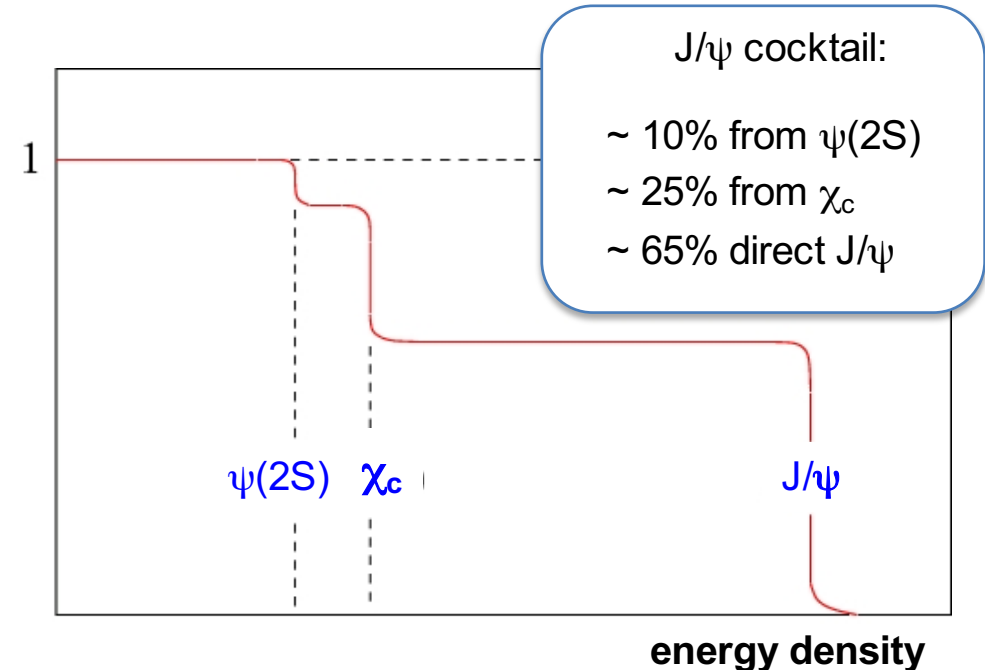 J/ψ cocktail:
~ 10% from ψ(2S)
~ 25% from χc
~ 65% direct J/ψ
1
ψ(2S) χc J/ψ
energy density